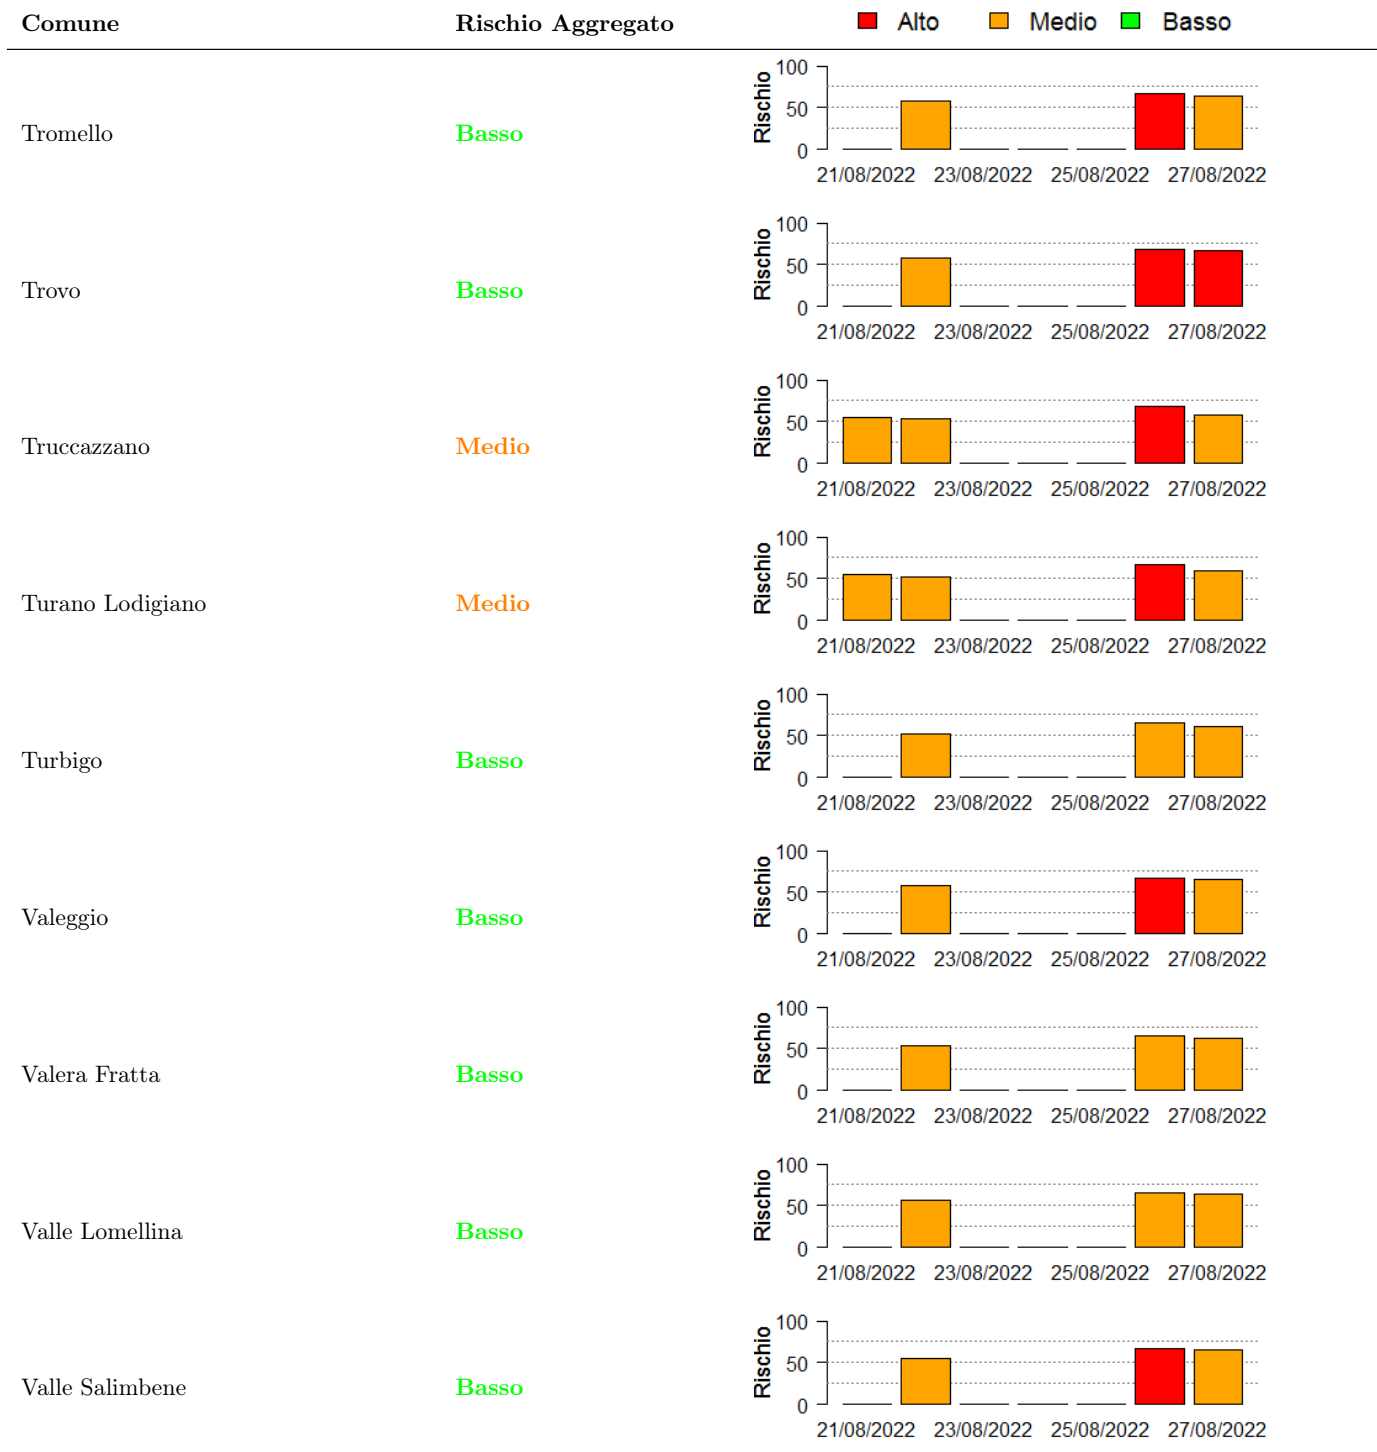 Comune Rischio Aggregato Alto Medio Basso
Tromello Basso Rischio 100 50 0
21/08/2022 23/08/2022 25/08/2022 27/08/2022
Trovo Basso Rischio 100 50 0
21/08/2022 23/08/2022 25/08/2022 27/08/2022
Truccazzano Medio Rischio 100 50 0
21/08/2022 23/08/2022 25/08/2022 27/08/2022
Turano Lodigiano Medio Rischio 100 50 0
21/08/2022 23/08/2022 25/08/2022 27/08/2022
Turbigo Basso Rischio 100 50 0
21/08/2022 23/08/2022 25/08/2022 27/08/2022
Valeggio Basso Rischio 100 50 0
21/08/2022 23/08/2022 25/08/2022 27/08/2022
Valera Fratta Basso Rischio 100 50 0
21/08/2022 23/08/2022 25/08/2022 27/08/2022
Valle Lomellina Basso Rischio 100 50 0
21/08/2022 23/08/2022 25/08/2022 27/08/2022
Valle Salimbene Basso Rischio 100 50 0
21/08/2022 23/08/2022 25/08/2022 27/08/2022